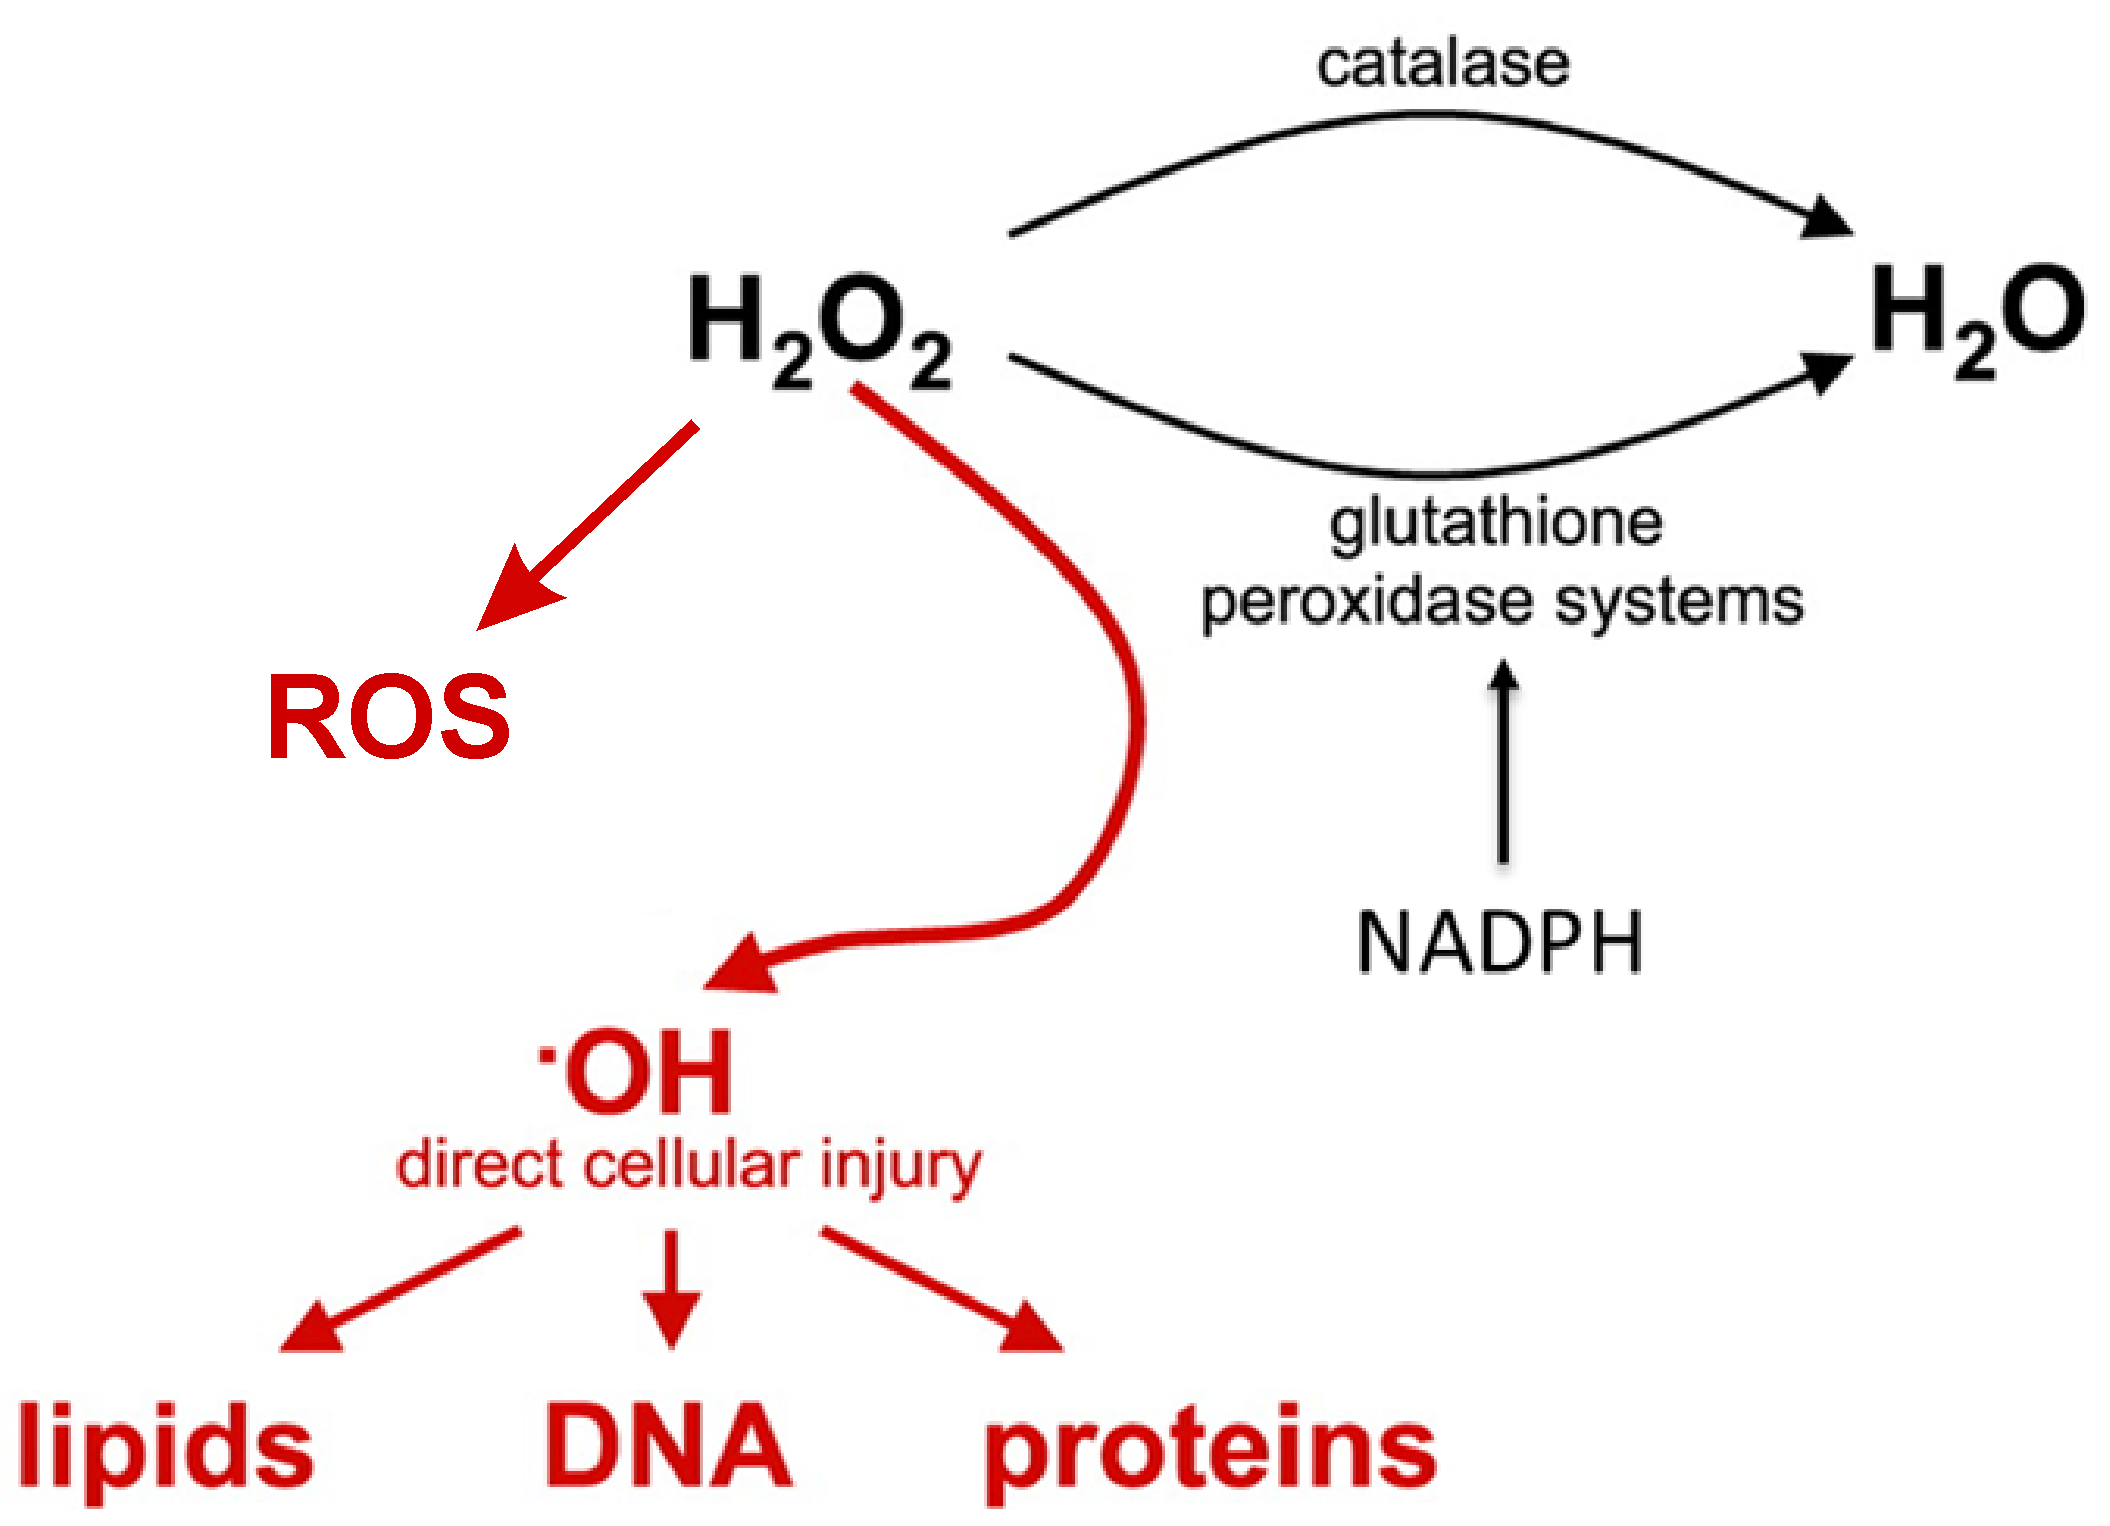 catalase
H₂O₂
H₂O
glutathione
peroxidase systems
ROS
NADPH
·OH
direct cellular injury
lipids
DNA
proteins